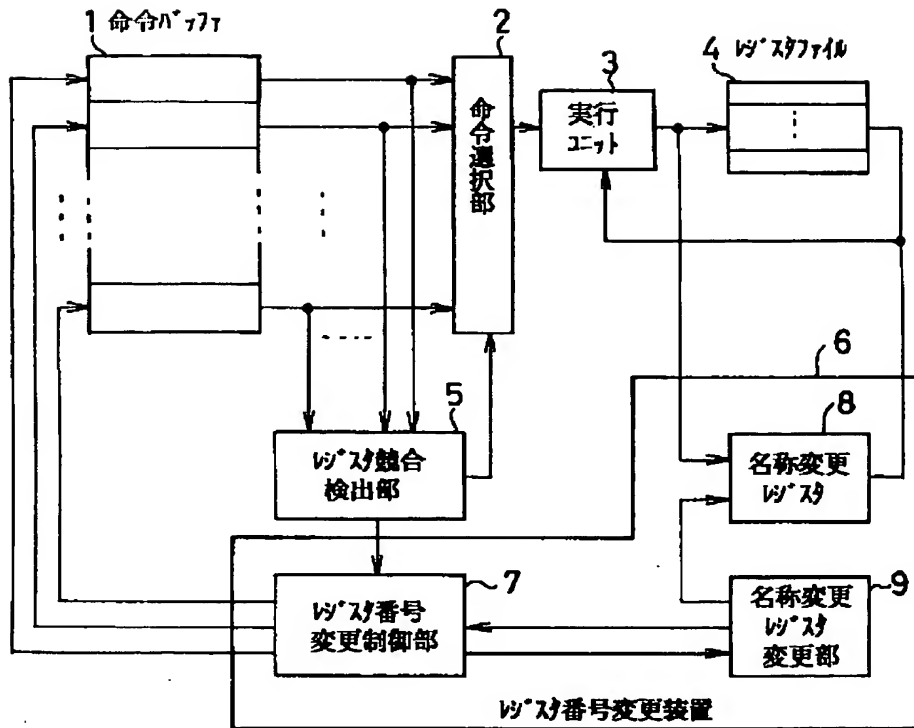 1 命令ﾊﾞｯﾌｧ
2
命令選択部
3
実行
ﾕﾆｯﾄ
4 ﾚｼﾞｽﾀﾌｧｲﾙ
5
ﾚｼﾞｽﾀ競合
検出部
6
7
ﾚｼﾞｽﾀ番号
変更制御部
8
名称変更
ﾚｼﾞｽﾀ
9
名称変更
ﾚｼﾞｽﾀ
変更部
ﾚｼﾞｽﾀ番号変更装置